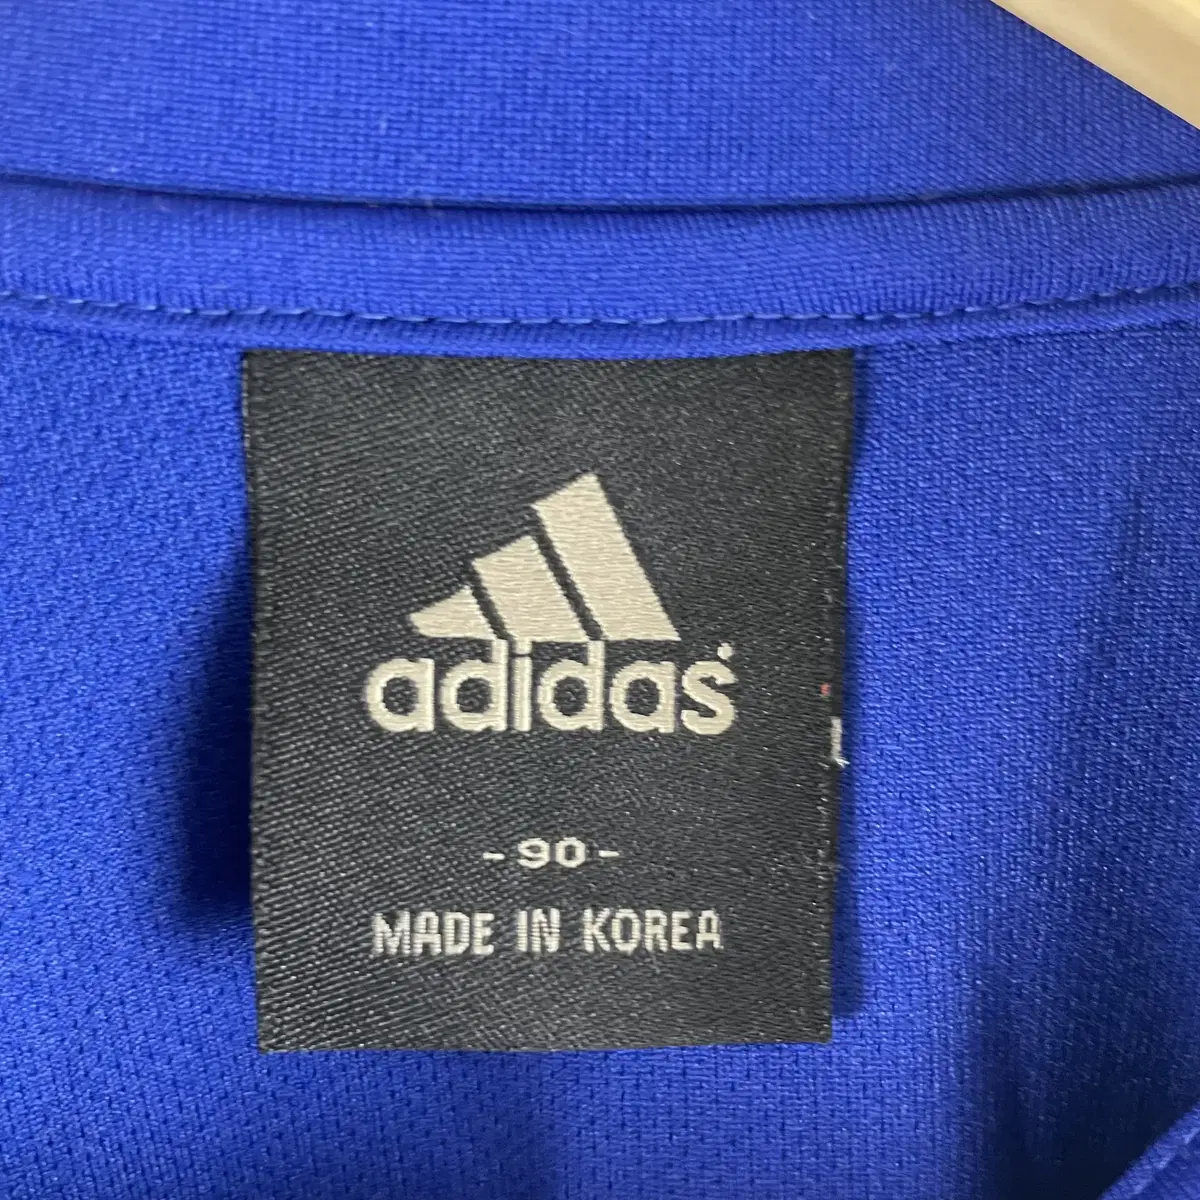 adidas
-90-
MADE IN KOREA